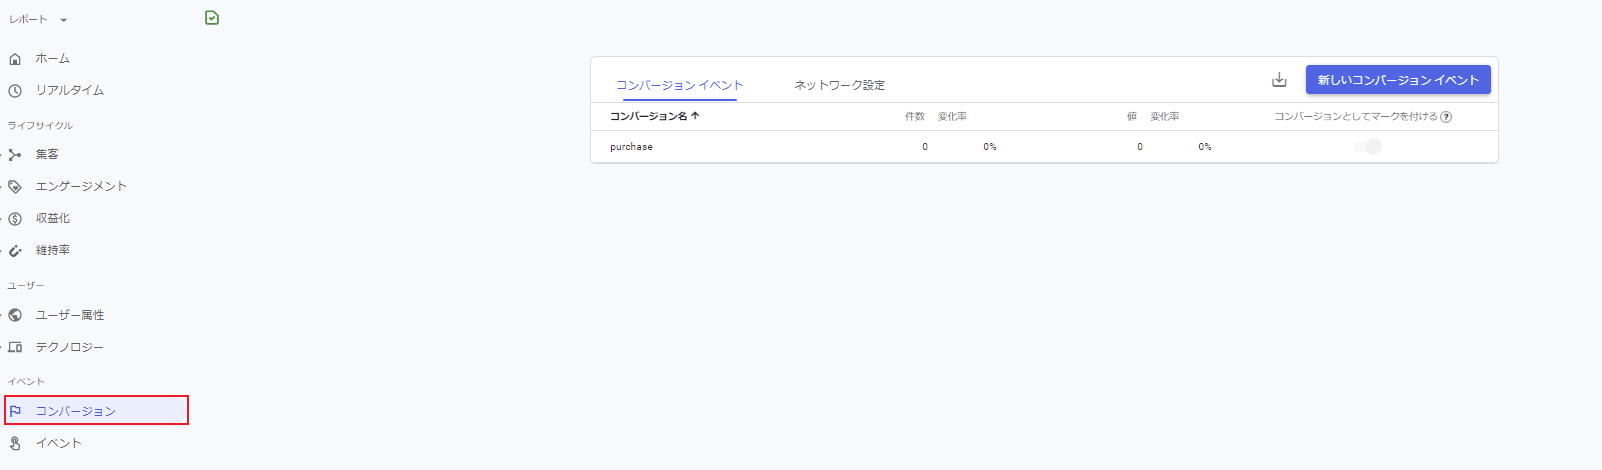 レポート
ホーム
リアルタイム
ライフサイクル
集客
エンゲージメント
収益化
維持率
ユーザー
ユーザー属性
テクノロジー
イベント
コンバージョン
イベント
コンバージョン イベント ネットワーク設定 新しいコンバージョン イベント
コンバージョン名 件数 変化率 値 変化率 コンバージョンとしてマークを付ける
purchase 0 0% 0 0%